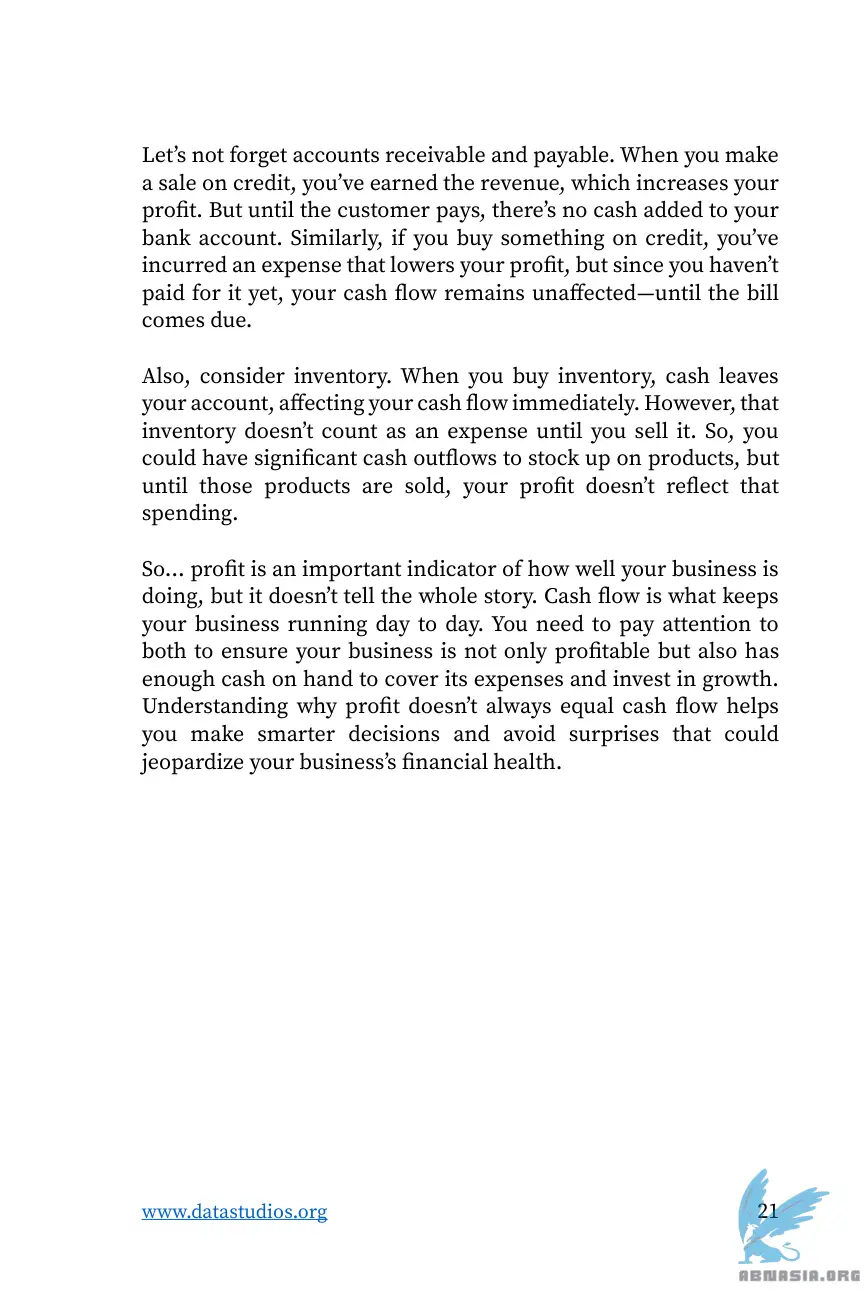 Let’s not forget accounts receivable and payable. When you make
a sale on credit, you’ve earned the revenue, which increases your
profit. But until the customer pays, there’s no cash added to your
bank account. Similarly, if you buy something on credit, you’ve
incurred an expense that lowers your profit, but since you haven’t
paid for it yet, your cash flow remains unaffected—until the bill
comes due.
Also, consider inventory. When you buy inventory, cash leaves
your account, affecting your cash flow immediately. However, that
inventory doesn’t count as an expense until you sell it. So, you
could have significant cash outflows to stock up on products, but
until those products are sold, your profit doesn’t reflect that
spending.
So… profit is an important indicator of how well your business is
doing, but it doesn’t tell the whole story. Cash flow is what keeps
your business running day to day. You need to pay attention to
both to ensure your business is not only profitable but also has
enough cash on hand to cover its expenses and invest in growth.
Understanding why profit doesn’t always equal cash flow helps
you make smarter decisions and avoid surprises that could
jeopardize your business’s financial health.
www.datastudios.org
21
ABNASIA.ORG